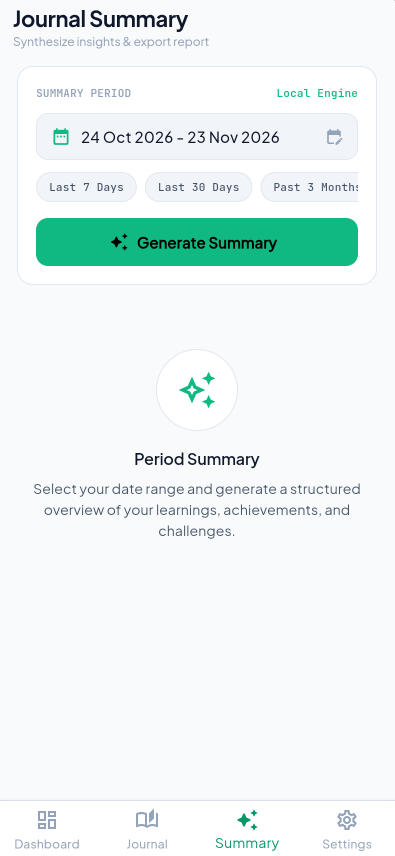 Journal Summary
Synthesize insights & export report
SUMMARY PERIOD
Local Engine
24 Oct 2026 - 23 Nov 2026
Last 7 Days
Last 30 Days
Past 3 Months
Generate Summary
Period Summary
Select your date range and generate a structured
overview of your learnings, achievements, and
challenges.
Dashboard
Journal
Summary
Settings